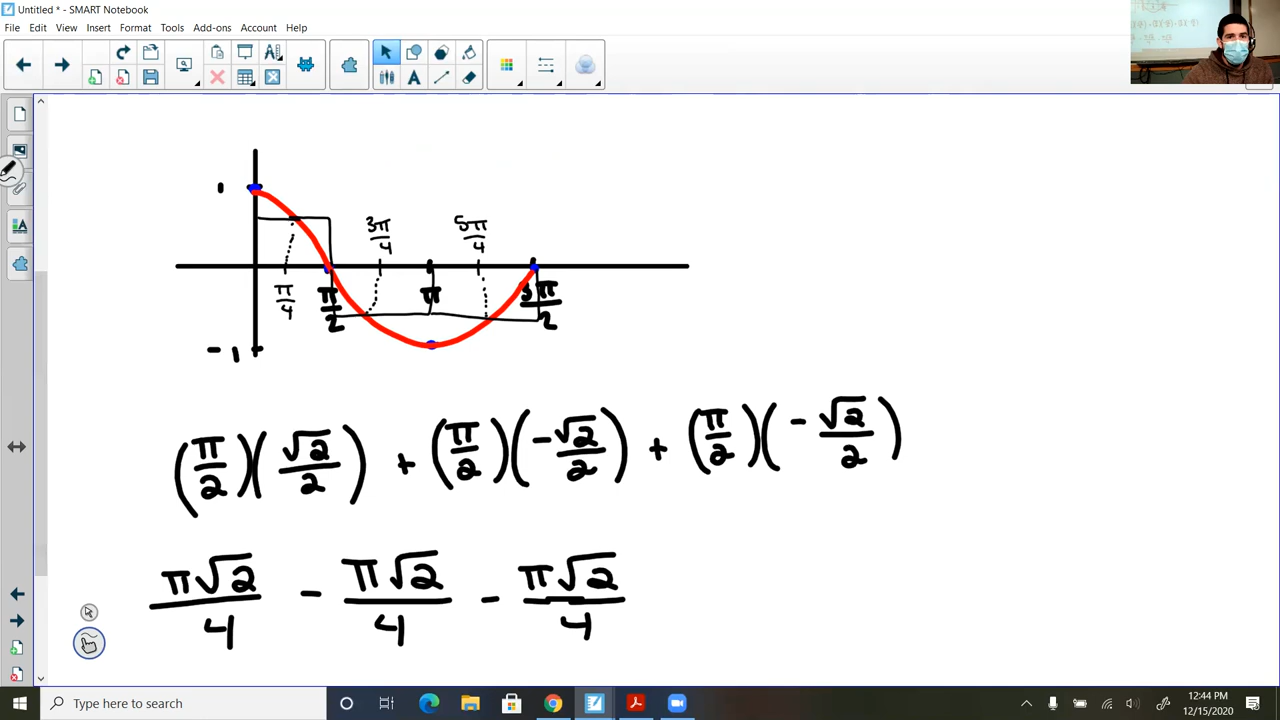 Untitled * - SMART Notebook
File Edit View Insert Format Tools Add-ons Account Help
1
3π/4 5π/4
π/4 π/2 π 3π/2
-1
(π/2)(√2/2) + (π/2)(-√2/2) + (π/2)(-√2/2)
π√2/4 - π√2/4 - π√2/4
Type here to search
12:44 PM
12/15/2020